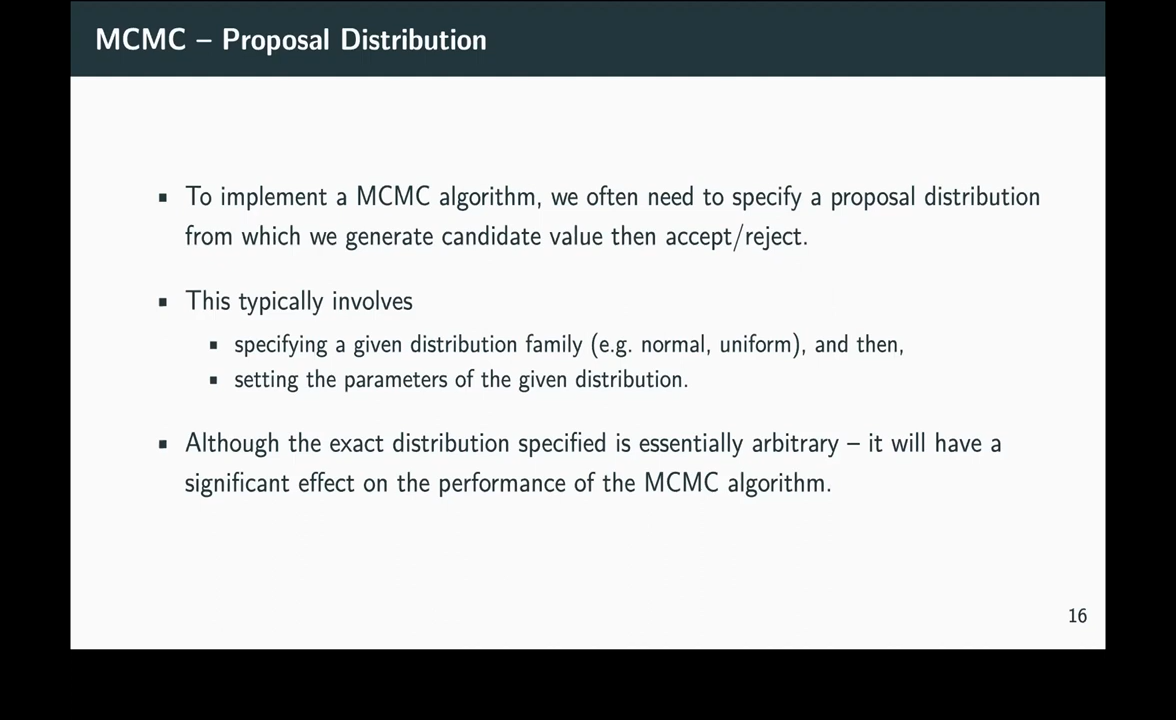 MCMC – Proposal Distribution
▪ To implement a MCMC algorithm, we often need to specify a proposal distribution
from which we generate candidate value then accept/reject.
▪ This typically involves
▪ specifying a given distribution family (e.g. normal, uniform), and then,
▪ setting the parameters of the given distribution.
▪ Although the exact distribution specified is essentially arbitrary – it will have a
significant effect on the performance of the MCMC algorithm.
16